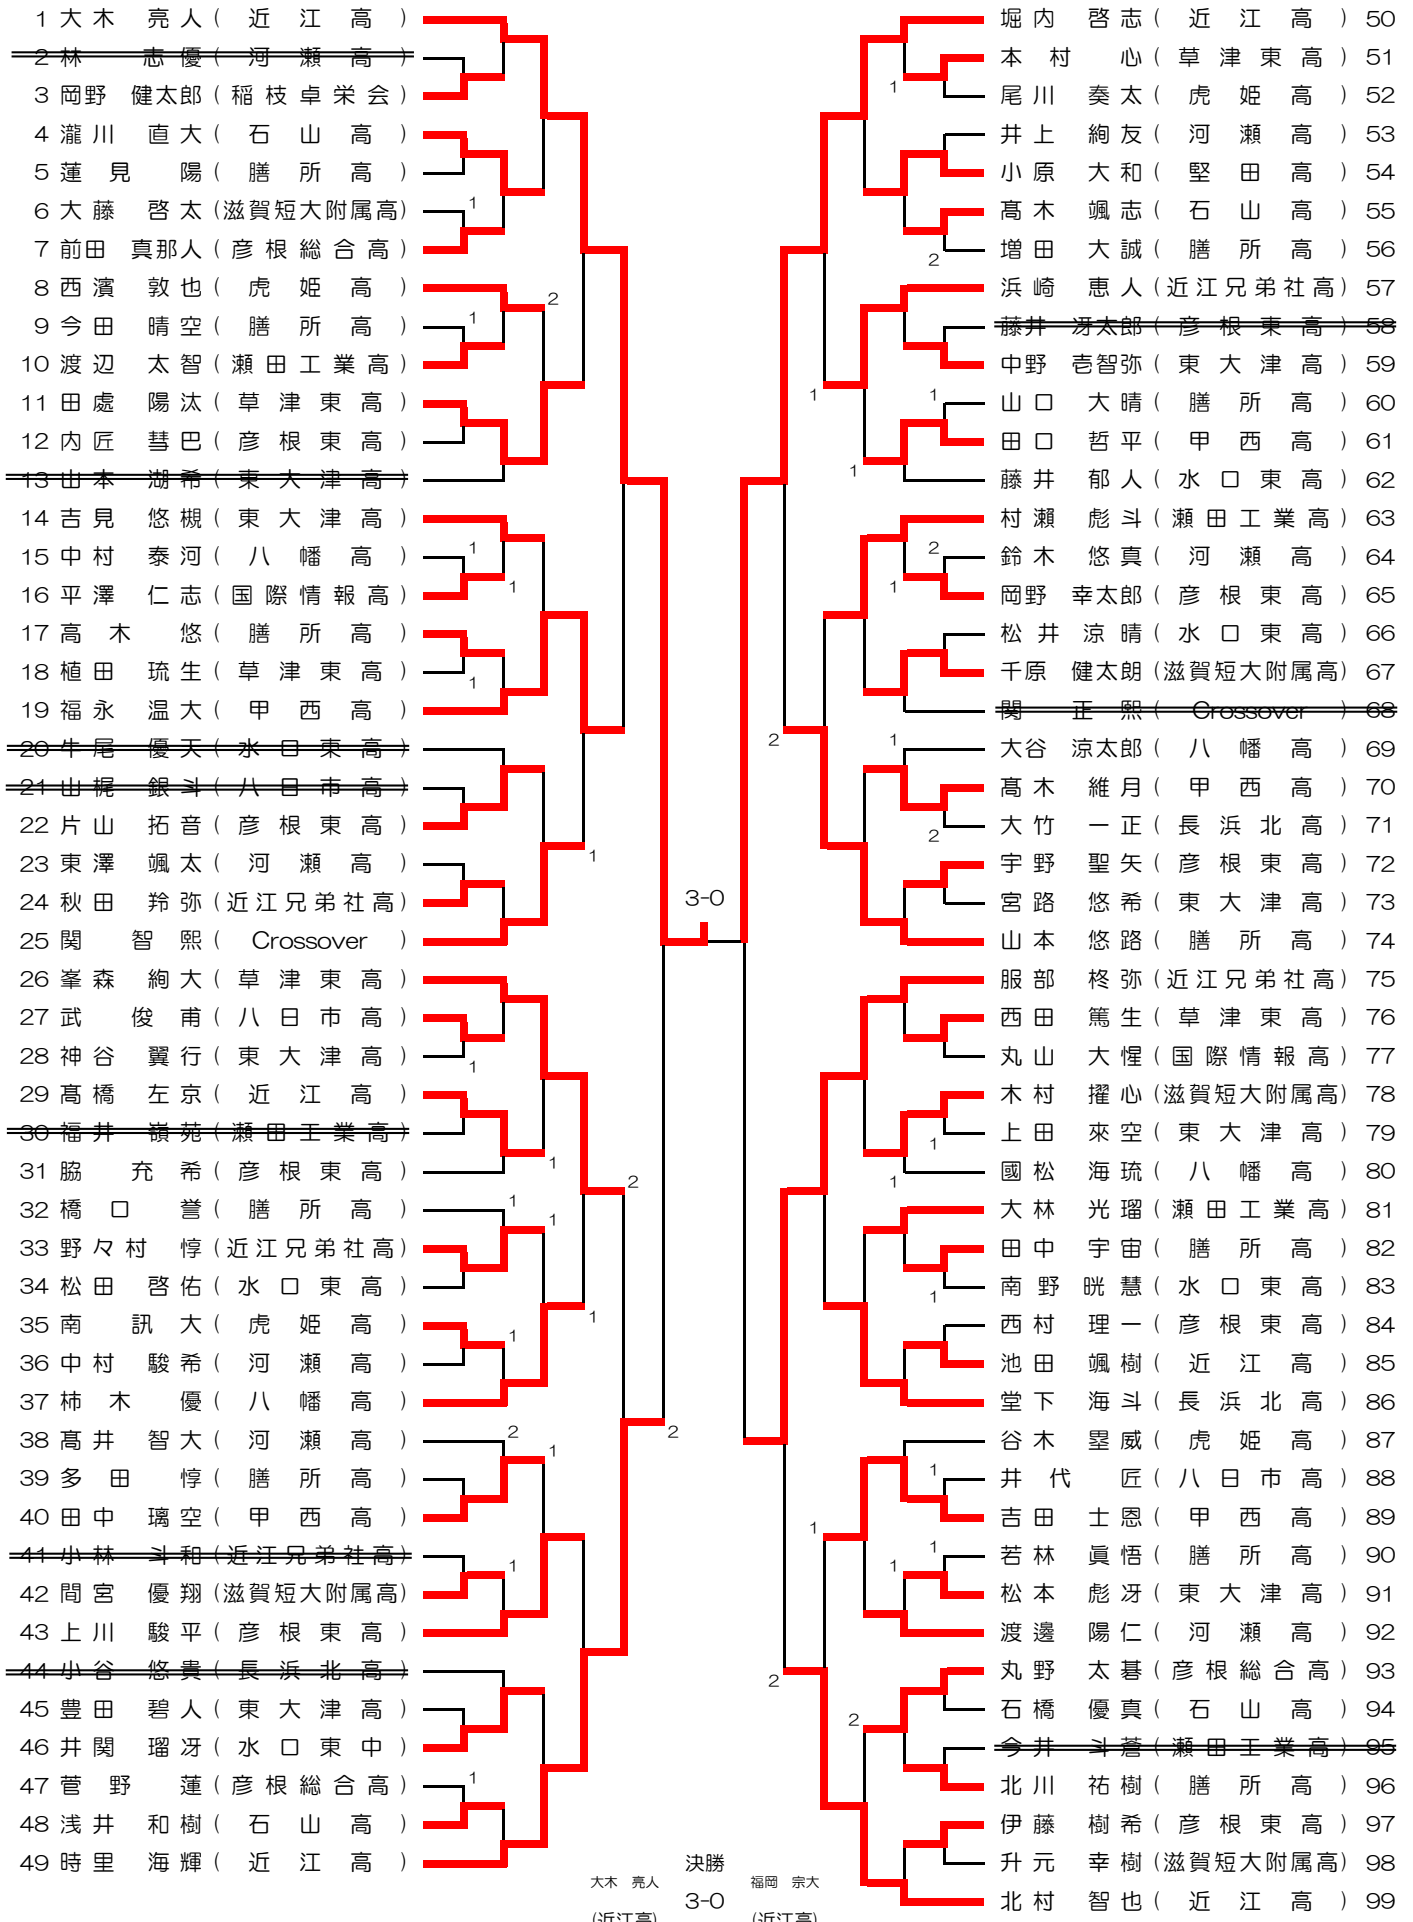 1 大木 亮人 ( 近江高 )
2 林 志優 ( 河瀬高 )
3 岡野 健太郎 ( 稲枝卓栄会 )
4 瀧川 直大 ( 石山高 )
5 蓮見 陽 ( 膳所高 )
6 大藤 啓太 (滋賀短大附属高)
1
7 前田 真那人 ( 彦根総合高 )
8 西濱 敦也 ( 虎姫高 )
2
9 今田 晴空 ( 膳所高 )
1
10 渡辺 太智 ( 瀬田工業高 )
11 田處 陽汰 ( 草津東高 )
12 内匠 彗巴 ( 彦根東高 )
13 山本 湖希 ( 東大津高 )
14 吉見 悠槻 ( 東大津高 )
15 中村 泰河 ( 八幡高 )
1
16 平澤 仁志 ( 国際情報高 )
1
17 高木 悠 ( 膳所高 )
18 植田 琉生 ( 草津東高 )
1
19 福永 温大 ( 甲西高 )
20 牛尾 優天 ( 水口東高 )
21 山梶 銀斗 ( 八日市高 )
22 片山 拓音 ( 彦根東高 )
1
23 東澤 颯太 ( 河瀬高 )
24 秋田 羚弥 (近江兄弟社高)
25 関 智熙 ( Crossover )
26 峯森 絢大 ( 草津東高 )
27 武 俊甫 ( 八日市高 )
28 神谷 翼行 ( 東大津高 )
1
29 髙橋 左京 ( 近江高 )
30 福井 嶺苑 ( 瀬田工業高 )
31 脇 充希 ( 彦根東高 )
1
2
32 橋口 誉 ( 膳所高 )
1
1
33 野々村 惇 (近江兄弟社高)
34 松田 啓佑 ( 水口東高 )
35 南 訊大 ( 虎姫高 )
1
1
36 中村 駿希 ( 河瀬高 )
37 柿木 優 ( 八幡高 )
38 髙井 智大 ( 河瀬高 )
2
1
2
39 多田 惇 ( 膳所高 )
40 田中 璃空 ( 甲西高 )
41 小林 斗和 (近江兄弟社高)
1
42 間宮 優翔 (滋賀短大附属高)
43 上川 駿平 ( 彦根東高 )
44 小谷 悠貴 ( 長浜北高 )
45 豊田 碧人 ( 東大津高 )
46 井関 瑠冴 ( 水口東中 )
47 菅野 蓮 ( 彦根総合高 )
1
48 浅井 和樹 ( 石山高 )
49 時里 海輝 ( 近江高 )
3-0
決勝
大木 亮人 福岡 宗大
3-0
(近江高) (近江高)
堀内 啓志 ( 近江高 ) 50
本村 心 ( 草津東高 ) 51
1
尾川 奏太 ( 虎姫高 ) 52
井上 絢友 ( 河瀬高 ) 53
小原 大和 ( 堅田高 ) 54
髙木 颯志 ( 石山高 ) 55
増田 大誠 ( 膳所高 ) 56
2
浜崎 恵人 (近江兄弟社高) 57
藤井 冴太郎 ( 彦根東高 ) 58
中野 壱智弥 ( 東大津高 ) 59
1
1
山口 大晴 ( 膳所高 ) 60
田口 哲平 ( 甲西高 ) 61
1
藤井 郁人 ( 水口東高 ) 62
村瀬 彪斗 ( 瀬田工業高 ) 63
2
鈴木 悠真 ( 河瀬高 ) 64
1
岡野 幸太郎 ( 彦根東高 ) 65
松井 涼晴 ( 水口東高 ) 66
千原 健太朗 (滋賀短大附属高) 67
関 正熙 ( Crossover ) 68
2
1
大谷 涼太郎 ( 八幡高 ) 69
髙木 維月 ( 甲西高 ) 70
大竹 一正 ( 長浜北高 ) 71
2
宇野 聖矢 ( 彦根東高 ) 72
宮路 悠希 ( 東大津高 ) 73
山本 悠路 ( 膳所高 ) 74
服部 柊弥 (近江兄弟社高) 75
西田 篤生 ( 草津東高 ) 76
丸山 大惺 ( 国際情報高 ) 77
木村 擢心 (滋賀短大附属高) 78
上田 來空 ( 東大津高 ) 79
1
國松 海琉 ( 八幡高 ) 80
1
大林 光瑠 ( 瀬田工業高 ) 81
田中 宇宙 ( 膳所高 ) 82
南野 晄慧 ( 水口東高 ) 83
1
西村 理一 ( 彦根東高 ) 84
池田 颯樹 ( 近江高 ) 85
堂下 海斗 ( 長浜北高 ) 86
谷木 塁威 ( 虎姫高 ) 87
1
井代 匠 ( 八日市高 ) 88
吉田 士恩 ( 甲西高 ) 89
1
1
若林 眞悟 ( 膳所高 ) 90
1
松本 彪冴 ( 東大津高 ) 91
渡邊 陽仁 ( 河瀬高 ) 92
2
丸野 太碁 ( 彦根総合高 ) 93
石橋 優真 ( 石山高 ) 94
2
今井 斗蒼 ( 瀬田工業高 ) 95
北川 祐樹 ( 膳所高 ) 96
伊藤 樹希 ( 彦根東高 ) 97
升元 幸樹 (滋賀短大附属高) 98
北村 智也 ( 近江高 ) 99